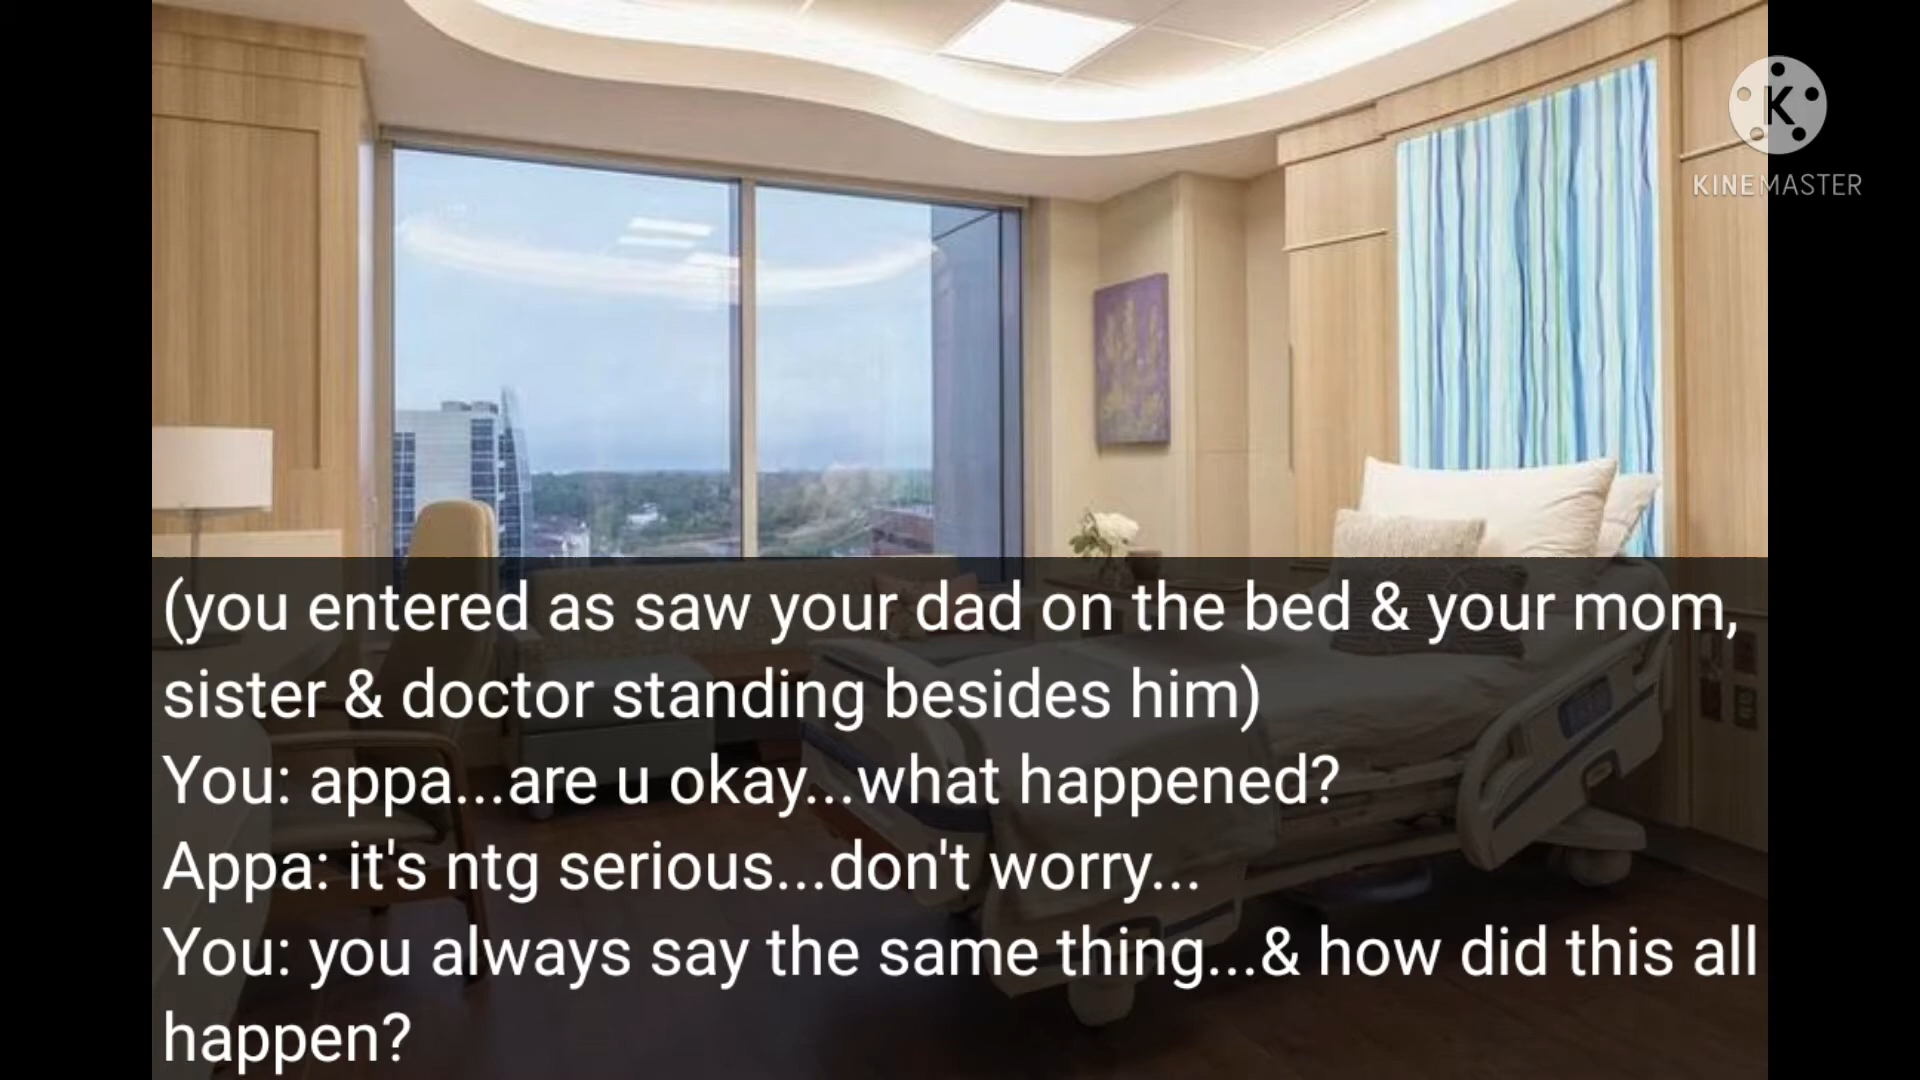 K
KINEMASTER
(you entered as saw your dad on the bed & your mom,
sister & doctor standing besides him)
You: appa...are u okay...what happened?
Appa: it's ntg serious...don't worry...
You: you always say the same thing...& how did this all
happen?